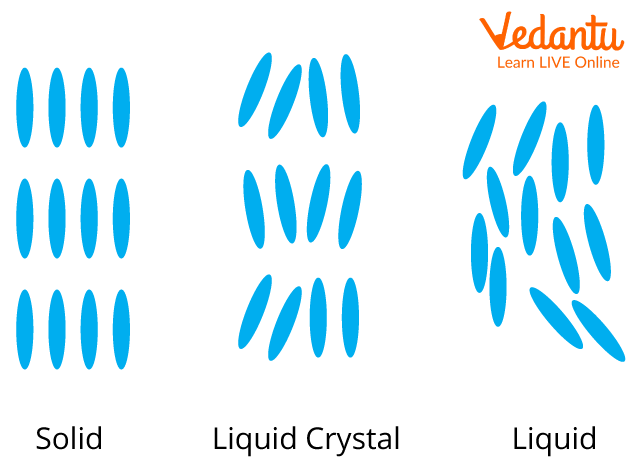 Vedantu
Learn LIVE Online
Solid
Liquid Crystal
Liquid